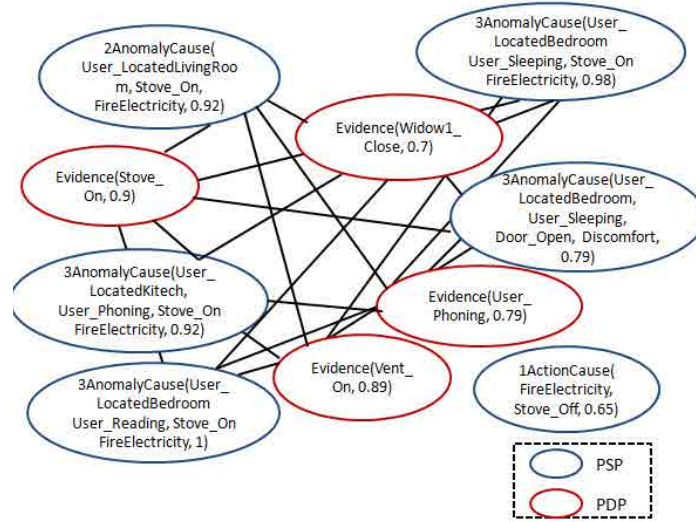 2AnomalyCause(
User_LocatedLivingRoo
m, Stove_On,
FireElectricity, 0.92)
3AnomalyCause(User_
LocatedBedroom
User_Sleeping, Stove_On
FireElectricity, 0.98)
Evidence(Widow1_
Close, 0.7)
Evidence(Stove_
On, 0.9)
3AnomalyCause(User_
LocatedBedroom,
User_Sleeping,
Door_Open, Discomfort,
0.79)
3AnomalyCause(User_
LocatedKitech,
User_Phoning, Stove_On
FireElectricity, 0.92)
Evidence(User_
Phoning, 0.79)
Evidence(Vent_
On, 0.89)
1ActionCause(
FireElectricity,
Stove_Off, 0.65)
3AnomalyCause(User_
LocatedBedroom
User_Reading, Stove_On
FireElectricity, 1)
PSP
PDP